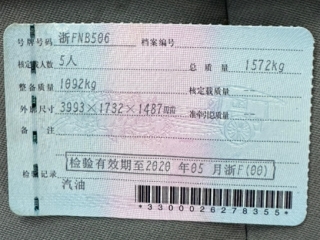 号牌号码 浙FNB506 档案编号
核定载人数 5人 总质量 1572kg
整备质量 1092kg 核定载质量
外廓尺寸 3993×1732×1487mm 准牵引总质量
备注
检验有效期至2020 年05 月浙F(00)
检验记录
汽油
*3300026278355*